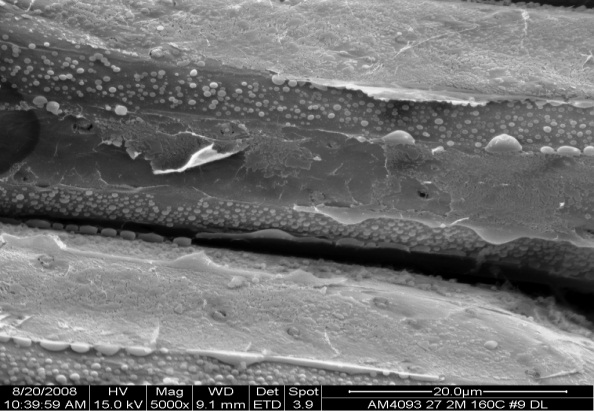 8/20/2008 HV Mag WD Det Spot 20.0µm
10:39:59 AM 15.0 kV 5000x 9.1 mm ETD 3.9 AM4093 27 2M 160C #9 DL